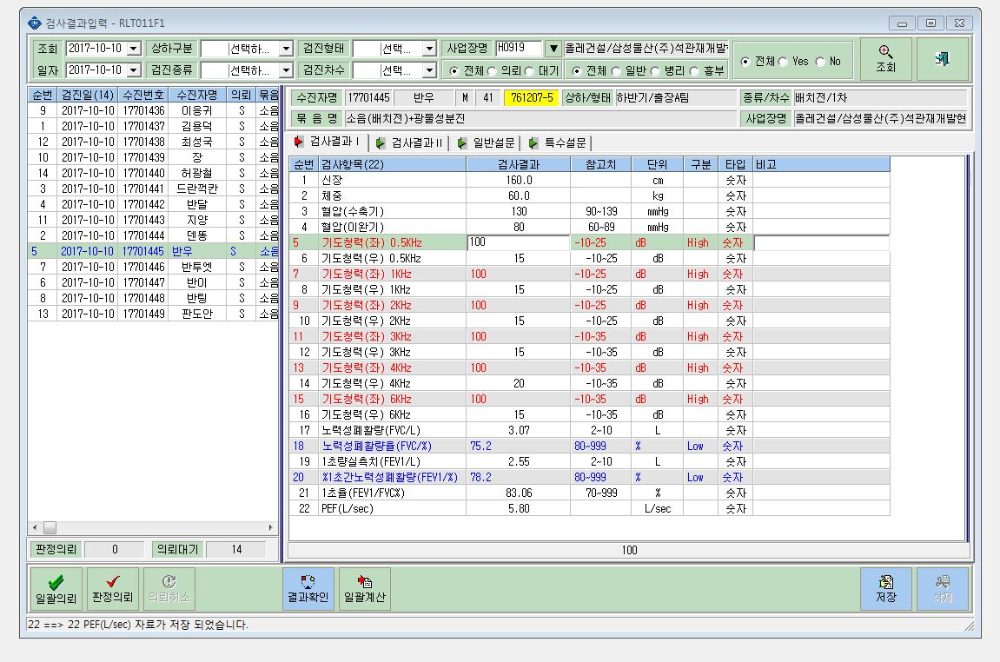 검사결과입력 - RLT011F1
조회 2017-10-10 상하구분 선택하... 검진형태 선택... 사업장명 H0919 올레건설/삼성물산(주)석관재개발 전체 Yes No 조회
일자 2017-10-10 검진종류 선택하... 검진차수 선택... 전체 의뢰 대기 전체 일반 병리 흉부
순번 검진일(14) 수진번호 수진자명 의뢰 묶음
9 2017-10-10 17701436 이응귀 S 소음
1 2017-10-10 17701437 김용덕 S 소음
12 2017-10-10 17701438 최성국 S 소음
10 2017-10-10 17701439 장 S 소음
14 2017-10-10 17701440 허광철 S 소음
3 2017-10-10 17701441 드란꺽칸 S 소음
4 2017-10-10 17701442 반달 S 소음
11 2017-10-10 17701443 지양 S 소음
2 2017-10-10 17701444 덴똥 S 소음
5 2017-10-10 17701445 반우 S 소음
7 2017-10-10 17701446 반투엣 S 소음
6 2017-10-10 17701447 반미 S 소음
8 2017-10-10 17701448 반팅 S 소음
13 2017-10-10 17701449 판도안 S 소음
판정의뢰 0 의뢰대기 14
수진자명 17701445 반우 M 41 761207-5 상하/형태 하반기/출장A팀 종류/차수 배치전/1차
묶 음 명 소음(배치전)+광물성분진 사업장명 올레건설/삼성물산(주)석관재개발현
검사결과 I 검사결과 II 일반설문 특수설문
순번 검사항목(22) 검사결과 참고치 단위 구분 타입 비고
1 신장 160.0 cm 숫자
2 체중 60.0 kg 숫자
3 혈압(수축기) 130 90~139 mmHg 숫자
4 혈압(이완기) 80 60~89 mmHg 숫자
5 기도청력(좌) 0.5KHz 100 -10~25 dB High 숫자
6 기도청력(우) 0.5KHz 15 -10~25 dB 숫자
7 기도청력(좌) 1KHz 100 -10~25 dB High 숫자
8 기도청력(우) 1KHz 15 -10~25 dB 숫자
9 기도청력(좌) 2KHz 100 -10~25 dB High 숫자
10 기도청력(우) 2KHz 15 -10~25 dB 숫자
11 기도청력(좌) 3KHz 100 -10~35 dB High 숫자
12 기도청력(우) 3KHz 15 -10~35 dB 숫자
13 기도청력(좌) 4KHz 100 -10~35 dB High 숫자
14 기도청력(우) 4KHz 20 -10~35 dB 숫자
15 기도청력(좌) 6KHz 100 -10~35 dB High 숫자
16 기도청력(우) 6KHz 15 -10~35 dB 숫자
17 노력성폐활량(FVC/L) 3.07 2~10 L 숫자
18 노력성폐활량율(FVC/%) 75.2 80~999 % Low 숫자
19 1초량실측치(FEV1/L) 2.55 2~10 L 숫자
20 %1초간노력성폐활량(FEV1/%) 78.2 80~999 % Low 숫자
21 1초율(FEV1/FVC%) 83.06 70~999 % 숫자
22 PEF(L/sec) 5.80 L/sec 숫자
100
일괄의뢰 판정의뢰 의뢰취소 결과확인 일괄계산 저장 삭제
22 ==> 22 PEF(L/sec) 자료가 저장 되었습니다.